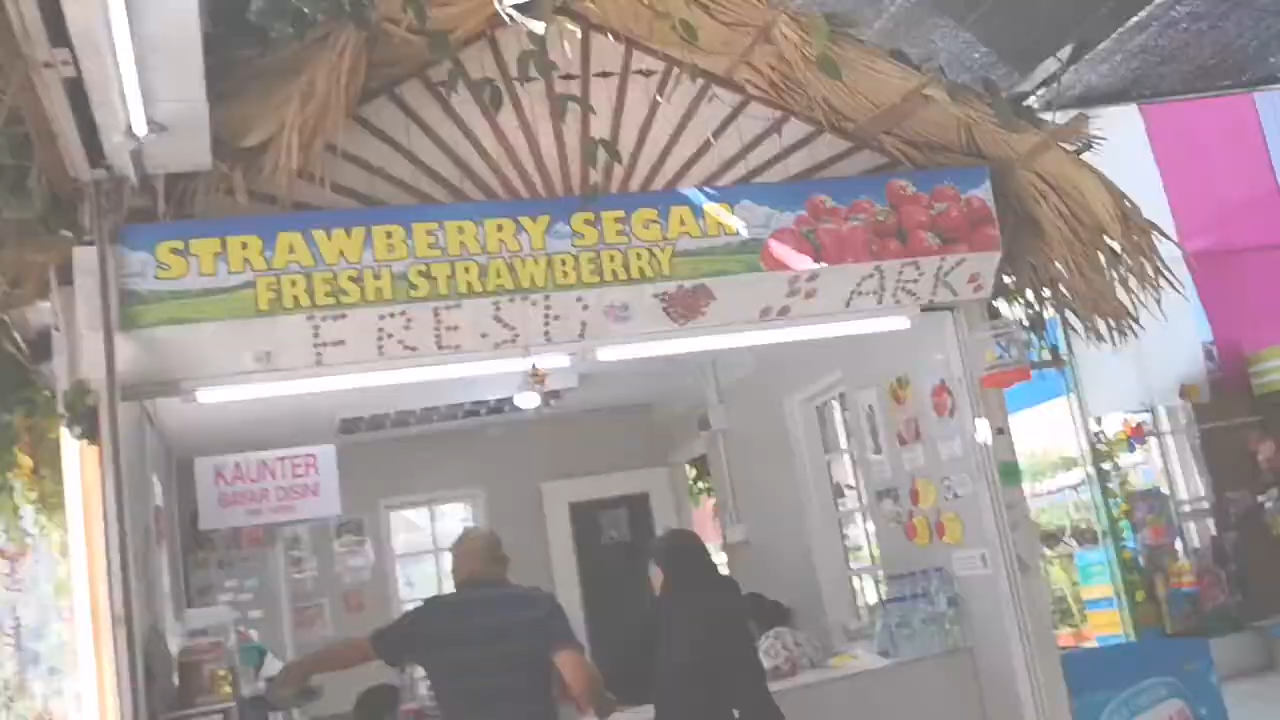 STRAWBERRY SEGAR
FRESH STRAWBERRY
FRESH ARK
KAUNTER
BAYAR DISINI